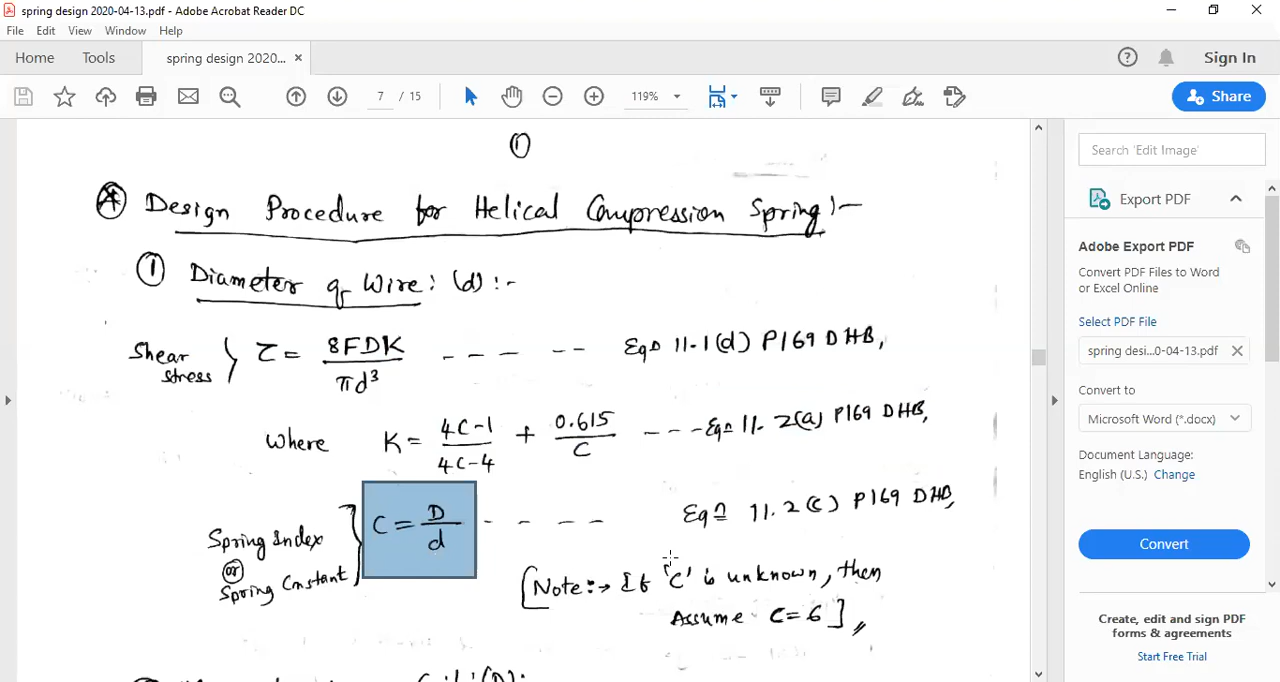 spring design 2020-04-13.pdf - Adobe Acrobat Reader DC
File Edit View Window Help
Home Tools spring design 2020... ×
Sign In
7 / 15
119%
Share
①
Ⓐ Design Procedure for Helical Compression Spring :-
① Diameter of Wire: (d) :-
Shear stress } τ = 8FDK / πd³ ---- -- Eqn 11.1(d) P169 DHB,
Where K = 4C-1 / 4C-4 + 0.615 / C ---- Eqn 11.2(a) P169 DHB,
Spring Index (or) Spring Constant } C = D / d - - - - Eqn 11.2(c) P169 DHB,
[Note:→ If 'C' is unknown, then
Assume C=6],,
Search 'Edit Image'
Export PDF
Adobe Export PDF
Convert PDF Files to Word
or Excel Online
Select PDF File
spring desi...0-04-13.pdf ×
Convert to
Microsoft Word (*.docx)
Document Language:
English (U.S.) Change
Convert
Create, edit and sign PDF
forms & agreements
Start Free Trial